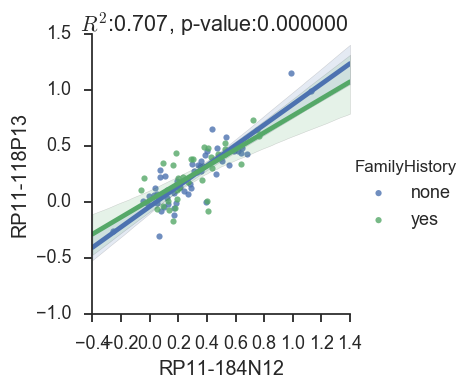 R²:0.707, p-value:0.000000
1.5
1.0
0.5
0.0
−0.5
−1.0
RP11-118P13
FamilyHistory
none
yes
−0.4−0.20.0 0.2 0.4 0.6 0.8 1.0 1.2 1.4
RP11-184N12